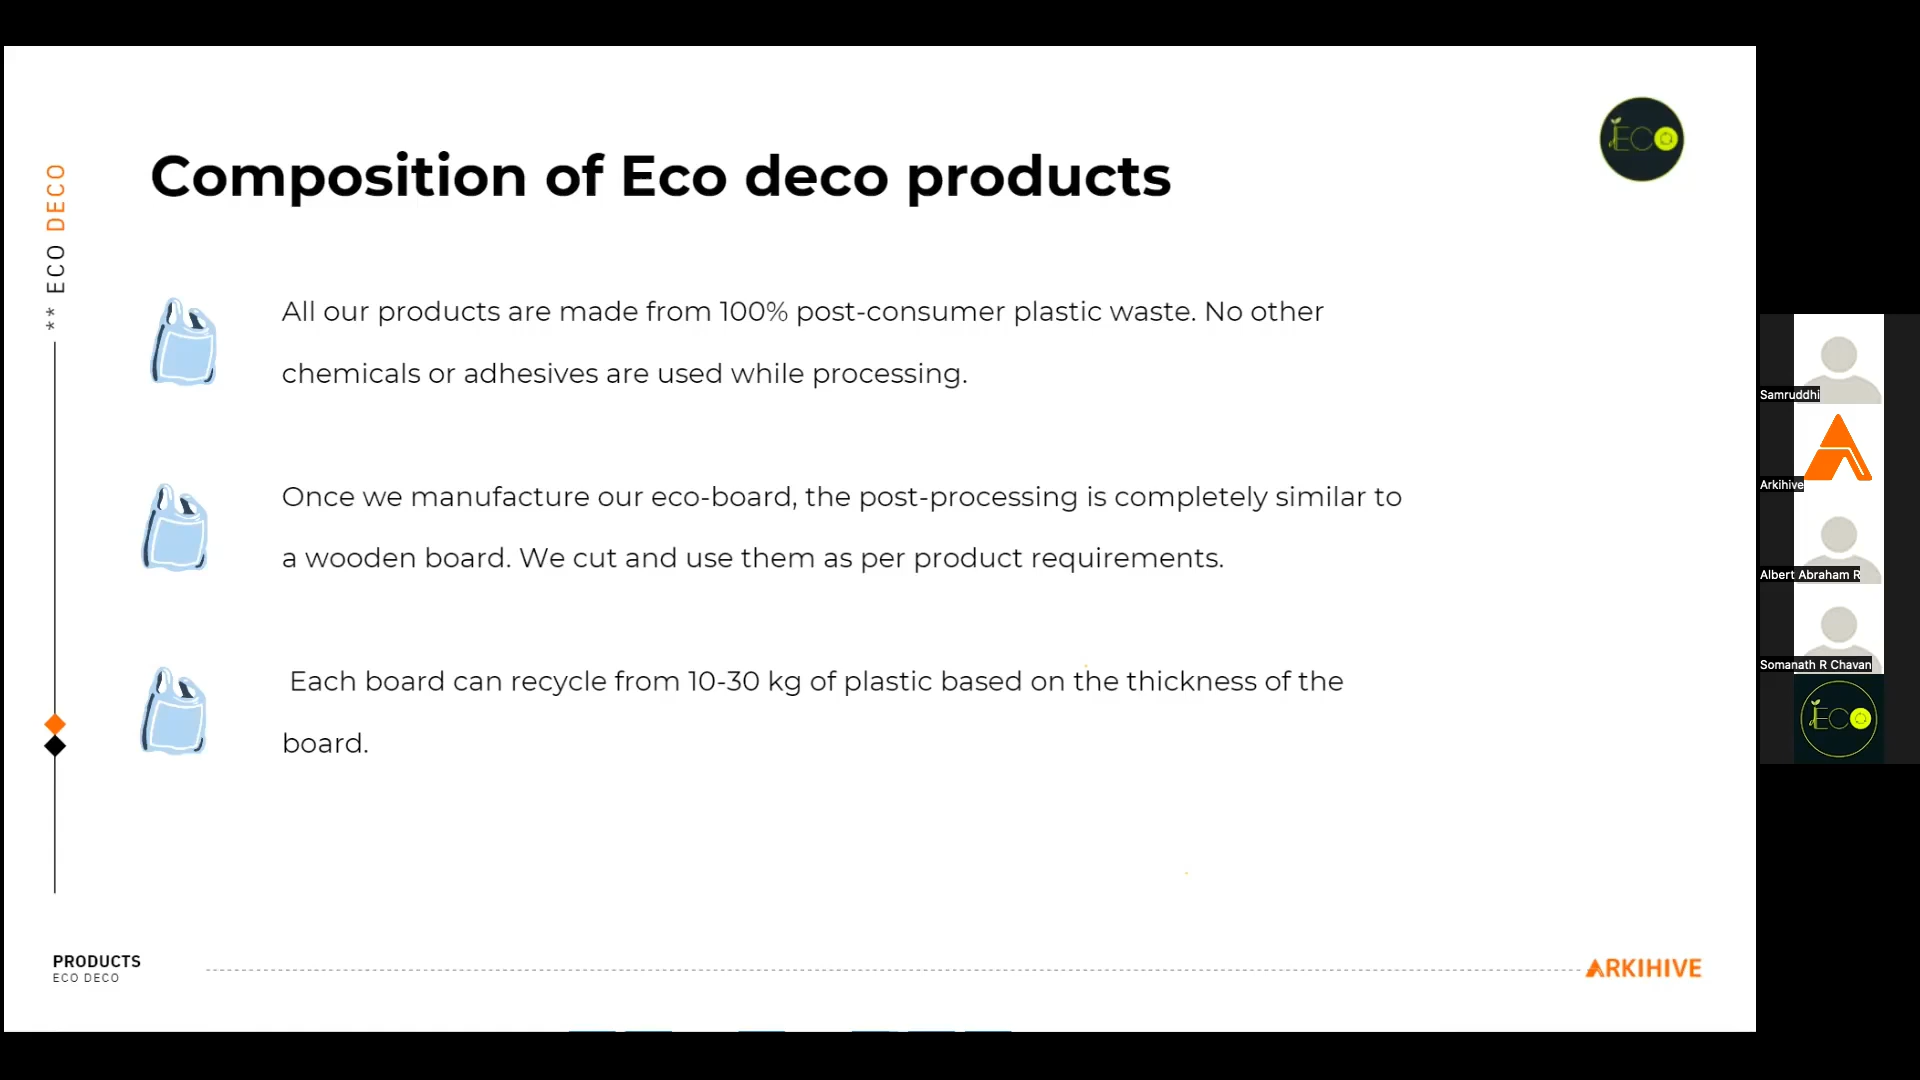 Composition of Eco deco products
ECO
** ECO DECO
All our products are made from 100% post-consumer plastic waste. No other
chemicals or adhesives are used while processing.
Once we manufacture our eco-board, the post-processing is completely similar to
a wooden board. We cut and use them as per product requirements.
Each board can recycle from 10-30 kg of plastic based on the thickness of the
board.
PRODUCTS
ECO DECO
ARKIHIVE
Samruddhi
Arkihive
Albert Abraham R
Somanath R Chavan
ECO